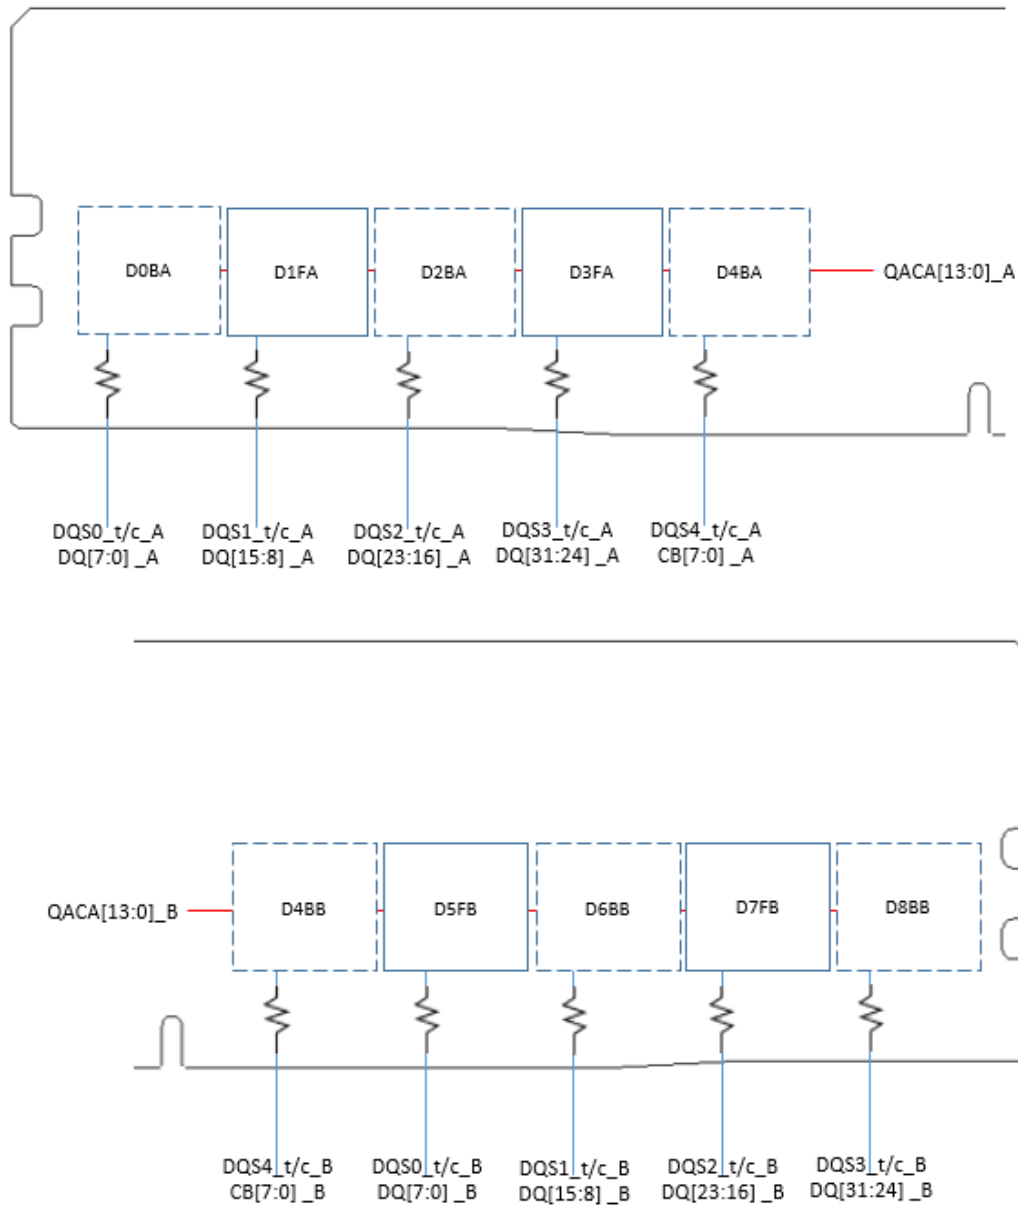 D0BA D1FA D2BA D3FA D4BA QACA[13:0]_A
DQS0_t/c_A DQS1_t/c_A DQS2_t/c_A DQS3_t/c_A DQS4_t/c_A
DQ[7:0] _A DQ[15:8] _A DQ[23:16] _A DQ[31:24] _A CB[7:0] _A
QACA[13:0]_B D4BB D5FB D6BB D7FB D8BB
DQS4_t/c_B DQS0_t/c_B DQS1_t/c_B DQS2_t/c_B DQS3_t/c_B
CB[7:0] _B DQ[7:0] _B DQ[15:8] _B DQ[23:16] _B DQ[31:24] _B